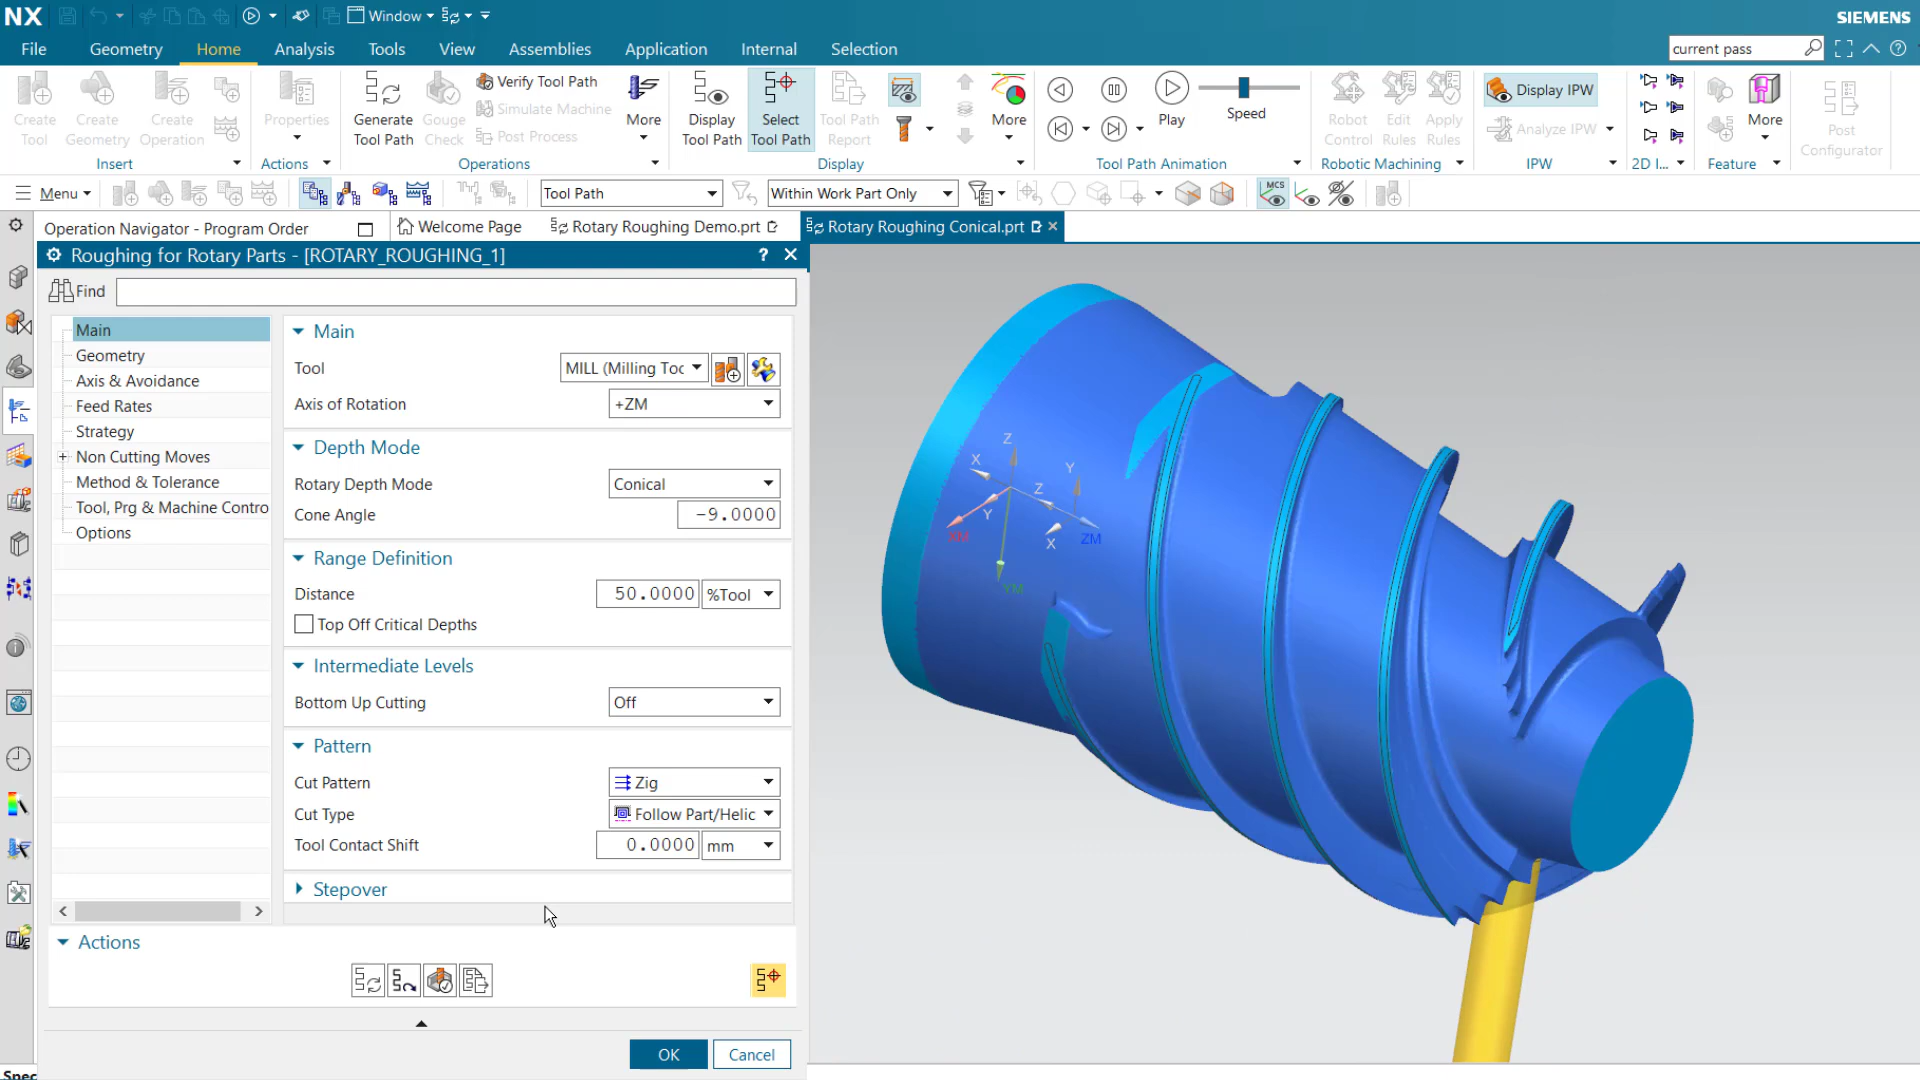 NX
Window
SIEMENS
File
Geometry
Home
Analysis
Tools
View
Assemblies
Application
Internal
Selection
current pass
Create Tool
Create Geometry
Create Operation
Properties
Generate Tool Path
Gouge Check
Verify Tool Path
Simulate Machine
Post Process
More
Display Tool Path
Select Tool Path
Tool Path Report
More
Play
Speed
Robot Control
Edit Rules
Apply Rules
Display IPW
Analyze IPW
More
Post Configurator
Insert
Actions
Operations
Display
Tool Path Animation
Robotic Machining
IPW
2D I...
Feature
Menu
Tool Path
Within Work Part Only
MCS
Operation Navigator - Program Order
Welcome Page
Rotary Roughing Demo.prt
Rotary Roughing Conical.prt
Roughing for Rotary Parts - [ROTARY_ROUGHING_1]
Find
Main
Geometry
Axis & Avoidance
Feed Rates
Strategy
Non Cutting Moves
Method & Tolerance
Tool, Prg & Machine Contro
Options
Main
Tool
MILL (Milling Toc
Axis of Rotation
+ZM
Depth Mode
Rotary Depth Mode
Conical
Cone Angle
-9.0000
Range Definition
Distance
50.0000
%Tool
Top Off Critical Depths
Intermediate Levels
Bottom Up Cutting
Off
Pattern
Cut Pattern
Zig
Cut Type
Follow Part/Helic
Tool Contact Shift
0.0000
mm
Stepover
Actions
OK
Cancel
Spec
Z
X
Y
Z
Y
X
XM
ZM
YM